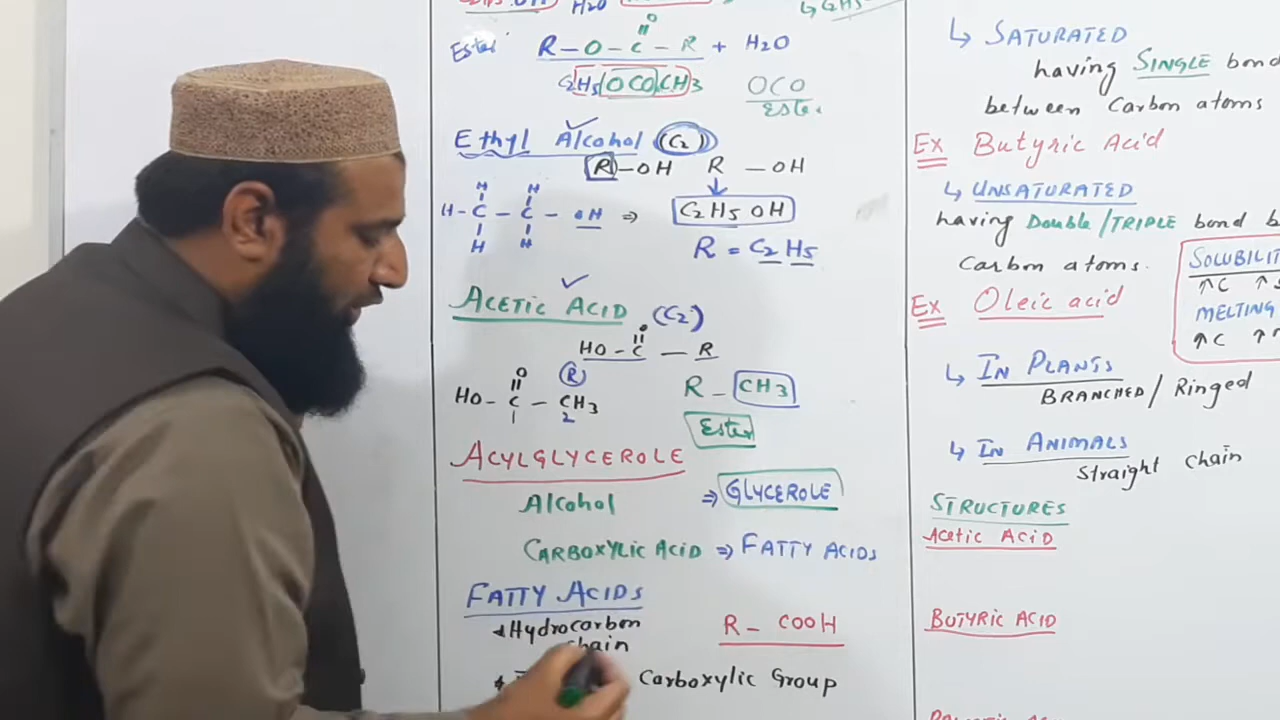 H2O
Ester
O
R – O – C – R + H2O
C2H5OCOCH3
OCO
Ester
Ethyl Alcohol (C2)
R – OH R – OH
H H
H – C – C – OH ⇒ C2H5OH
H H
R = C2H5
ACETIC ACID (C2)
O
HO – C – R
O R
HO – C – CH3
1 2
R – CH3
Ester
ACYLGLYCEROLE
Alcohol ⇒ GLYCEROLE
CARBOXYLIC ACID ⇒ FATTY ACIDS
FATTY ACIDS
Hydrocarbon
chain
R – COOH
Carboxylic Group
↳ SATURATED
having SINGLE bond
between Carbon atoms
Ex Butyric Acid
↳ UNSATURATED
having Double/TRIPLE bond b
Carbon atoms.
SOLUBILIT
↑C ↑
MELTING
↑C ↑
Ex Oleic acid
↳ IN PLANTS
BRANCHED/Ringed
↳ IN ANIMALS
Straight chain
STRUCTURES
Acetic ACID
BUTYRIC ACID